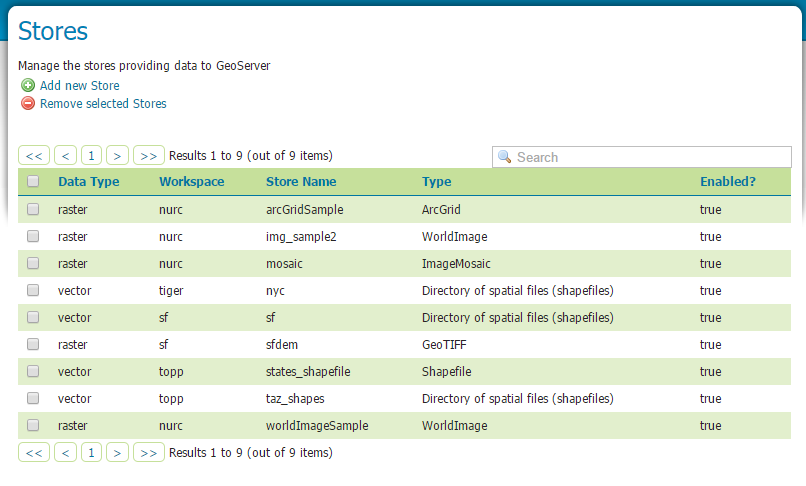 Stores
Manage the stores providing data to GeoServer
Add new Store
Remove selected Stores
<< < 1 > >> Results 1 to 9 (out of 9 items) Search
Data Type Workspace Store Name Type Enabled?
raster nurc arcGridSample ArcGrid true
raster nurc img_sample2 WorldImage true
raster nurc mosaic ImageMosaic true
vector tiger nyc Directory of spatial files (shapefiles) true
vector sf sf Directory of spatial files (shapefiles) true
raster sf sfdem GeoTIFF true
vector topp states_shapefile Shapefile true
vector topp taz_shapes Directory of spatial files (shapefiles) true
raster nurc worldImageSample WorldImage true
<< < 1 > >> Results 1 to 9 (out of 9 items)